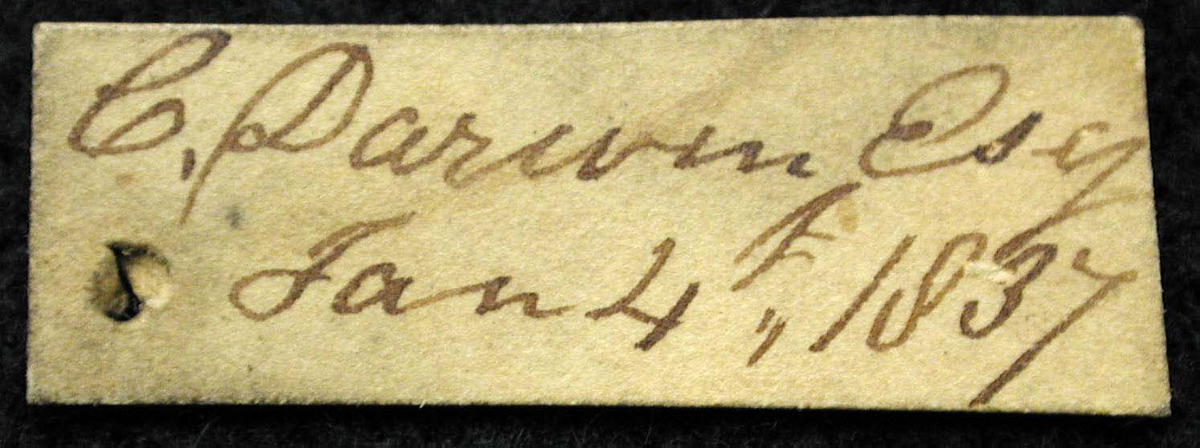 C. Darwin Esq
Jan 4th, 1837